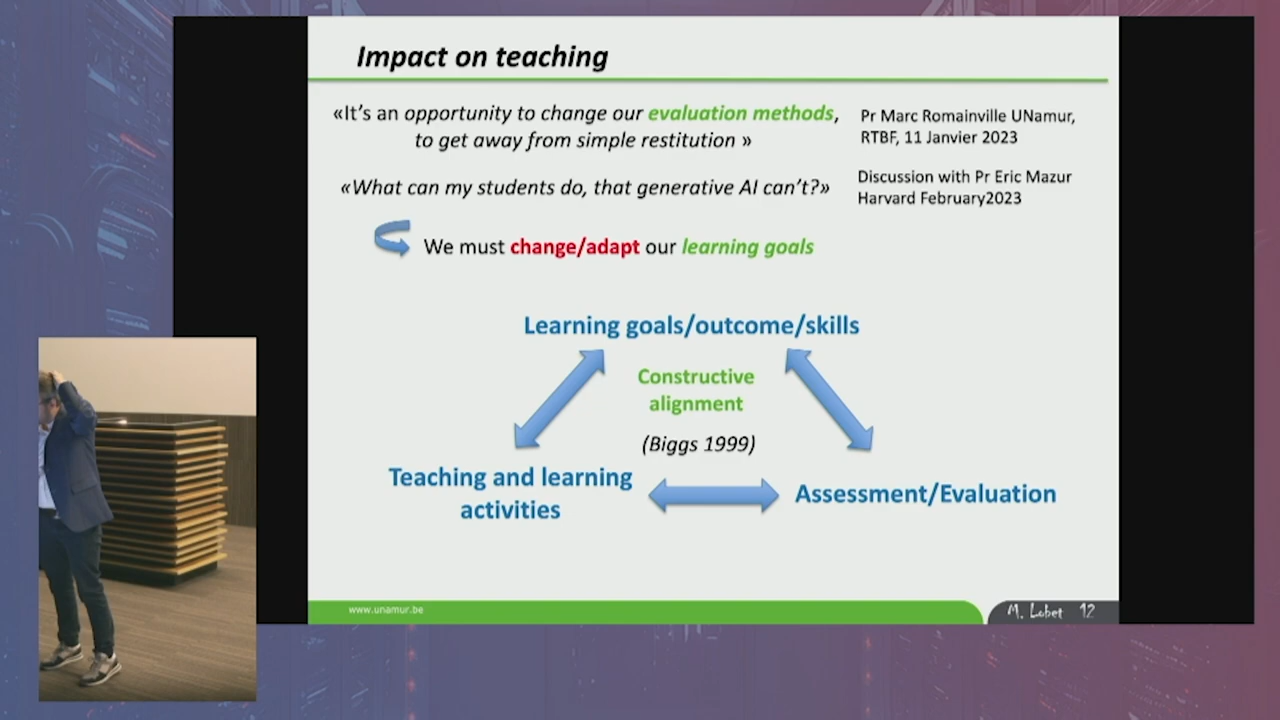 Impact on teaching
«It's an opportunity to change our evaluation methods,
to get away from simple restitution »
Pr Marc Romainville UNamur,
RTBF, 11 Janvier 2023
«What can my students do, that generative AI can't?»
Discussion with Pr Eric Mazur
Harvard February2023
We must change/adapt our learning goals
Learning goals/outcome/skills
Constructive
alignment
(Biggs 1999)
Teaching and learning
activities
Assessment/Evaluation
www.unamur.be
M. Lobet 12